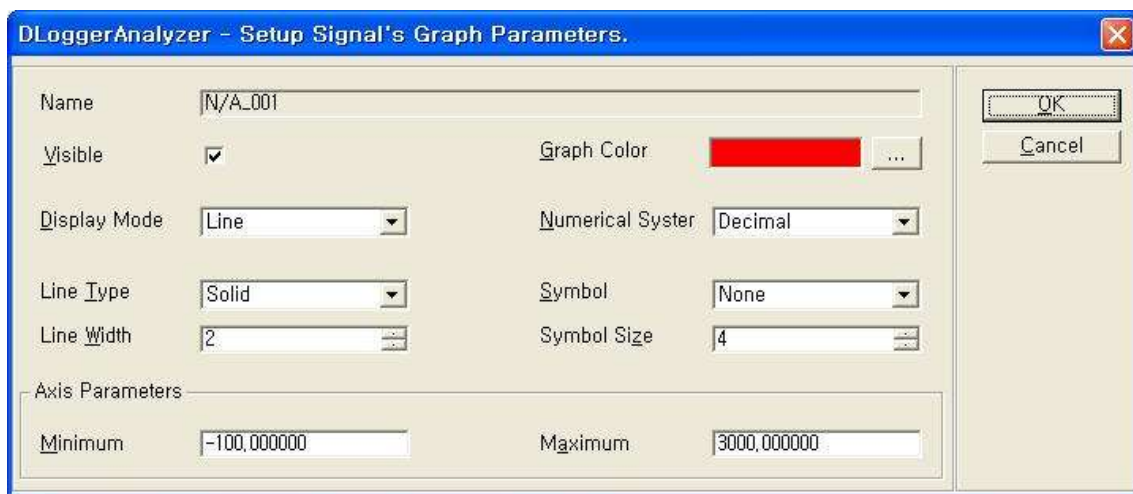 DLoggerAnalyzer - Setup Signal's Graph Parameters.
Name N/A_001
OK
Visible Graph Color ...
Cancel
Display Mode Line Numerical Syster Decimal
Line Type Solid Symbol None
Line Width 2 Symbol Size 4
Axis Parameters
Minimum -100,000000 Maximum 3000,000000